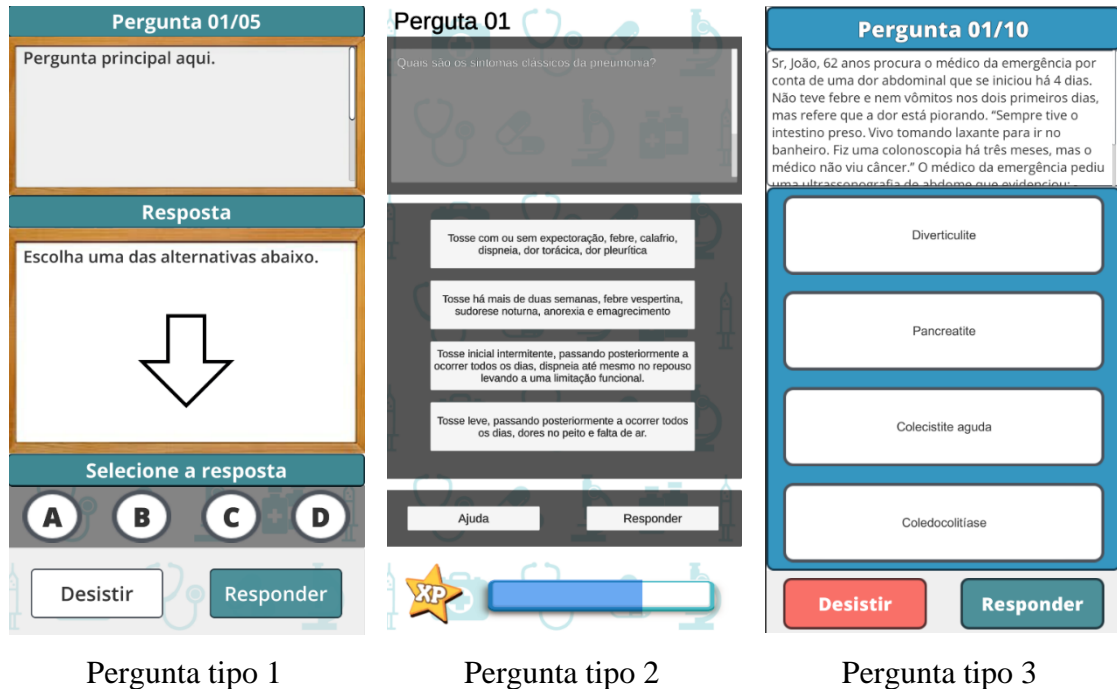 Pergunta 01/05
Pergunta principal aqui.
Resposta
Escolha uma das alternativas abaixo.
Selecione a resposta
A B C D
Desistir Responder
Pergunta tipo 1
Perguta 01
Quais são os sintomas clássicos da pneumonia?
Tosse com ou sem expectoração, febre, calafrio,
dispneia, dor torácica, dor pleurítica
Tosse há mais de duas semanas, febre vespertina,
sudorese noturna, anorexia e emagrecimento
Tosse inicial intermitente, passando posteriormente a
ocorrer todos os dias, dispneia até mesmo no repouso
levando a uma limitação funcional.
Tosse leve, passando posteriormente a ocorrer todos
os dias, dores no peito e falta de ar.
Ajuda Responder
XP
Pergunta tipo 2
Pergunta 01/10
Sr, João, 62 anos procura o médico da emergência por
conta de uma dor abdominal que se iniciou há 4 dias.
Não teve febre e nem vômitos nos dois primeiros dias,
mas refere que a dor está piorando. “Sempre tive o
intestino preso. Vivo tomando laxante para ir no
banheiro. Fiz uma colonoscopia há três meses, mas o
médico não viu câncer.” O médico da emergência pediu
uma ultrassonografia de abdome que evidenciou:
Diverticulite
Pancreatite
Colecistite aguda
Coledocolitíase
Desistir Responder
Pergunta tipo 3